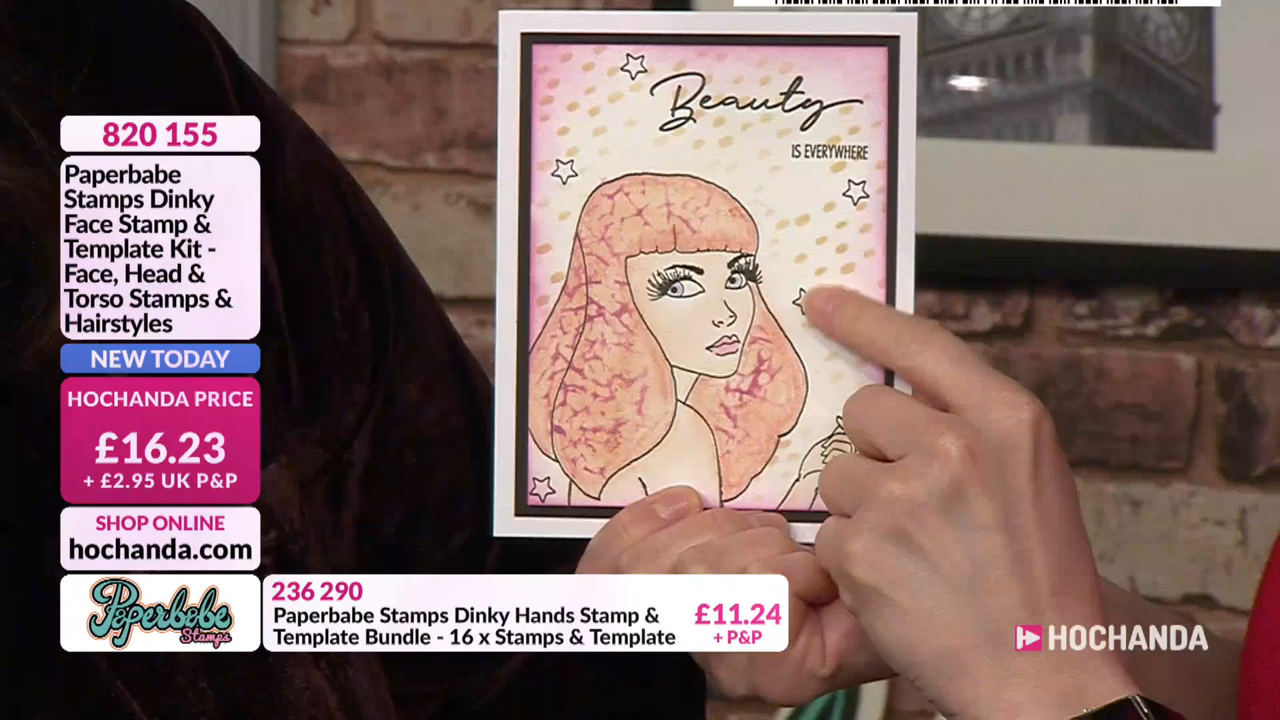 Beauty
IS EVERYWHERE
820 155
Paperbabe
Stamps Dinky
Face Stamp &
Template Kit -
Face, Head &
Torso Stamps &
Hairstyles
NEW TODAY
HOCHANDA PRICE
£16.23
+ £2.95 UK P&P
SHOP ONLINE
hochanda.com
Paperbabe
Stamps
236 290
Paperbabe Stamps Dinky Hands Stamp &
Template Bundle - 16 x Stamps & Template
£11.24
+ P&P
HOCHANDA